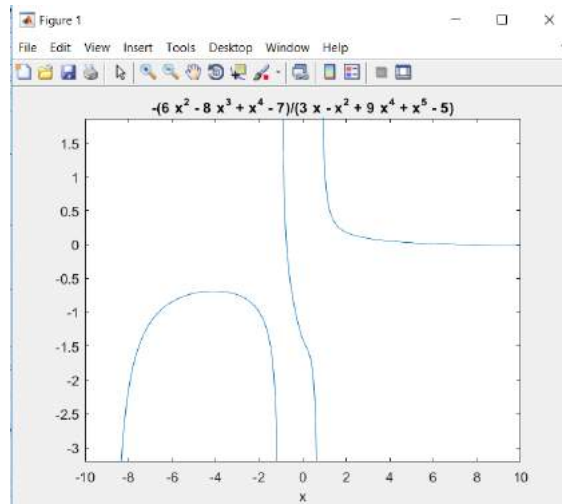 Figure 1
File Edit View Insert Tools Desktop Window Help
-(6 x² - 8 x³ + x⁴ - 7)/(3 x - x² + 9 x⁴ + x⁵ - 5)
1.5
1
0.5
0
-0.5
-1
-1.5
-2
-2.5
-3
-10 -8 -6 -4 -2 0 2 4 6 8 10
x